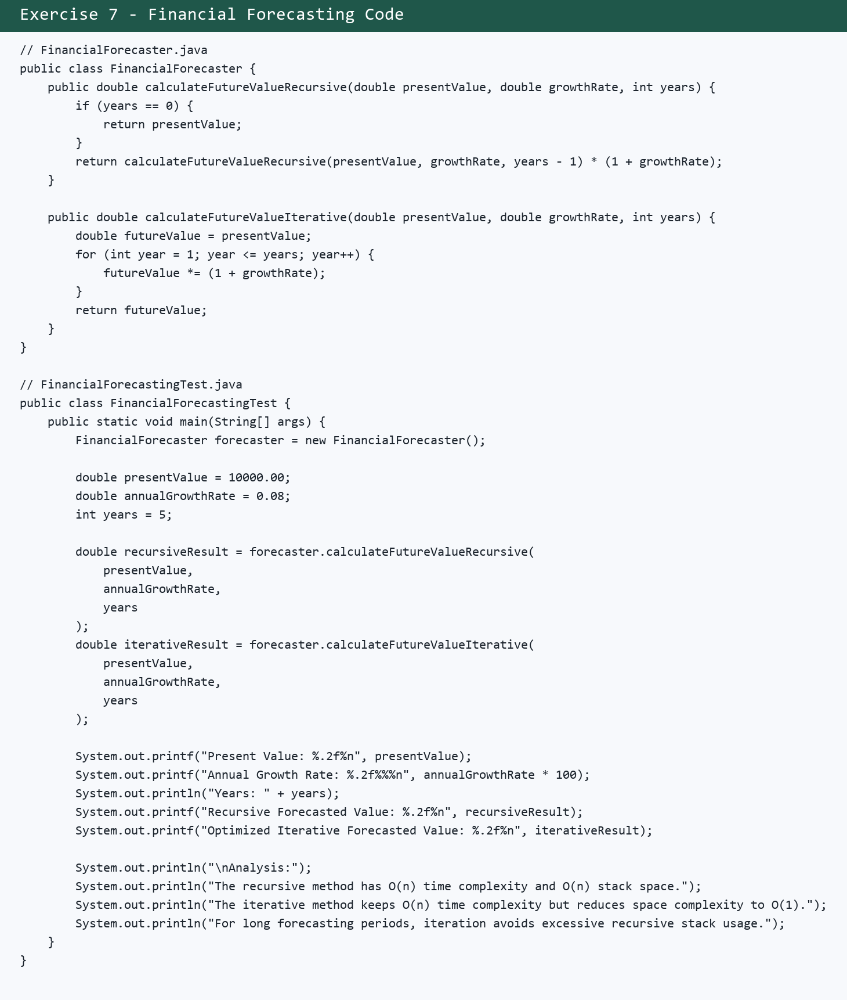 Exercise 7 - Financial Forecasting Code
// FinancialForecaster.java
public class FinancialForecaster {
    public double calculateFutureValueRecursive(double presentValue, double growthRate, int years) {
        if (years == 0) {
            return presentValue;
        }
        return calculateFutureValueRecursive(presentValue, growthRate, years - 1) * (1 + growthRate);
    }

    public double calculateFutureValueIterative(double presentValue, double growthRate, int years) {
        double futureValue = presentValue;
        for (int year = 1; year <= years; year++) {
            futureValue *= (1 + growthRate);
        }
        return futureValue;
    }
}

// FinancialForecastingTest.java
public class FinancialForecastingTest {
    public static void main(String[] args) {
        FinancialForecaster forecaster = new FinancialForecaster();

        double presentValue = 10000.00;
        double annualGrowthRate = 0.08;
        int years = 5;

        double recursiveResult = forecaster.calculateFutureValueRecursive(
            presentValue,
            annualGrowthRate,
            years
        );
        double iterativeResult = forecaster.calculateFutureValueIterative(
            presentValue,
            annualGrowthRate,
            years
        );

        System.out.printf("Present Value: %.2f%n", presentValue);
        System.out.printf("Annual Growth Rate: %.2f%%%n", annualGrowthRate * 100);
        System.out.println("Years: " + years);
        System.out.printf("Recursive Forecasted Value: %.2f%n", recursiveResult);
        System.out.printf("Optimized Iterative Forecasted Value: %.2f%n", iterativeResult);

        System.out.println("\nAnalysis:");
        System.out.println("The recursive method has O(n) time complexity and O(n) stack space.");
        System.out.println("The iterative method keeps O(n) time complexity but reduces space complexity to O(1).");
        System.out.println("For long forecasting periods, iteration avoids excessive recursive stack usage.");
    }
}